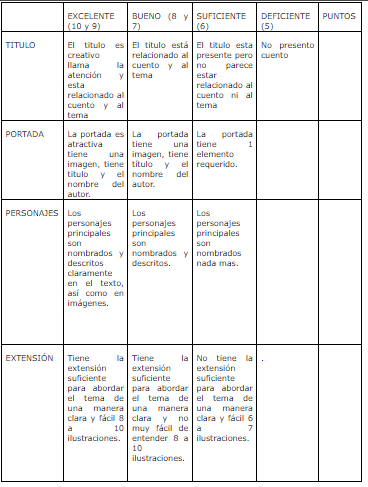 EXCELENTE (10 y 9)
BUENO (8 y 7)
SUFICIENTE (6)
DEFICIENTE (5)
PUNTOS
TITULO
El titulo es
creativo
llama la
atención y
esta
relacionado al
cuento y al
tema
El titulo está
relacionado al
cuento y al
tema
El titulo esta
presente pero
no parece
estar
relacionado al
cuento ni al
tema
No presento
cuento
PORTADA
La portada es
atractiva
tiene una
imagen, tiene
titulo y el
nombre del
autor.
La portada
tiene una
imagen, tiene
título y el
nombre del
autor.
La portada
tiene 1
elemento
requerido.
PERSONAJES
Los
personajes
principales
son
nombrados y
descritos
claramente
en el texto,
así como en
imágenes.
Los
personajes
principales
son
nombrados y
descritos.
Los
personajes
principales
son
nombrados
nada mas.
EXTENSIÓN
Tiene la
extensión
suficiente
para abordar
el tema de
una manera
clara y fácil 8
a 10
ilustraciones.
Tiene la
extensión
suficiente
para abordar
el tema de
una manera
clara y no
muy fácil de
entender 8 a
10
ilustraciones.
No tiene la
extensión
suficiente
para abordar
el tema de
una manera
clara y fácil 6
a 7
ilustraciones.
.